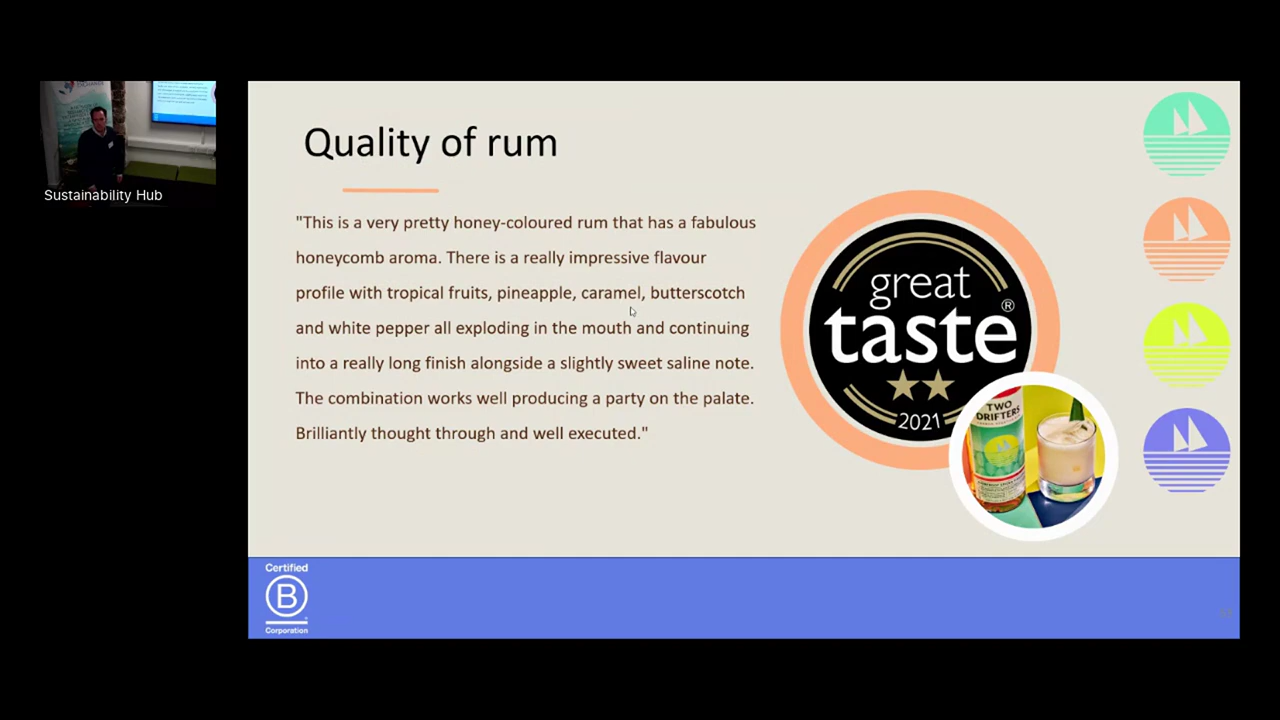 Sustainability Hub
Quality of rum
"This is a very pretty honey-coloured rum that has a fabulous
honeycomb aroma. There is a really impressive flavour
profile with tropical fruits, pineapple, caramel, butterscotch
and white pepper all exploding in the mouth and continuing
into a really long finish alongside a slightly sweet saline note.
The combination works well producing a party on the palate.
Brilliantly thought through and well executed."
great
taste®
2021
TWO
DRIFTERS
Certified
B
Corporation